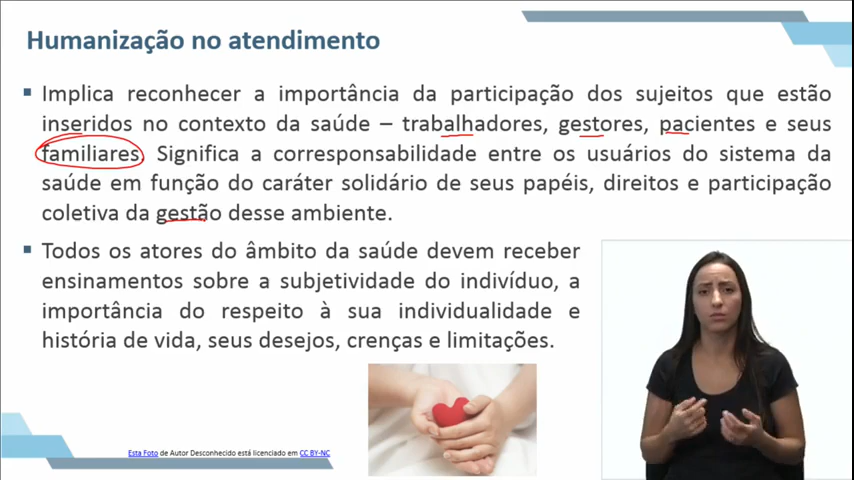 Humanização no atendimento
▪ Implica reconhecer a importância da participação dos sujeitos que estão
inseridos no contexto da saúde – trabalhadores, gestores, pacientes e seus
familiares. Significa a corresponsabilidade entre os usuários do sistema da
saúde em função do caráter solidário de seus papéis, direitos e participação
coletiva da gestão desse ambiente.
▪ Todos os atores do âmbito da saúde devem receber
ensinamentos sobre a subjetividade do indivíduo, a
importância do respeito à sua individualidade e
história de vida, seus desejos, crenças e limitações.
Esta Foto de Autor Desconhecido está licenciado em CC BY-NC